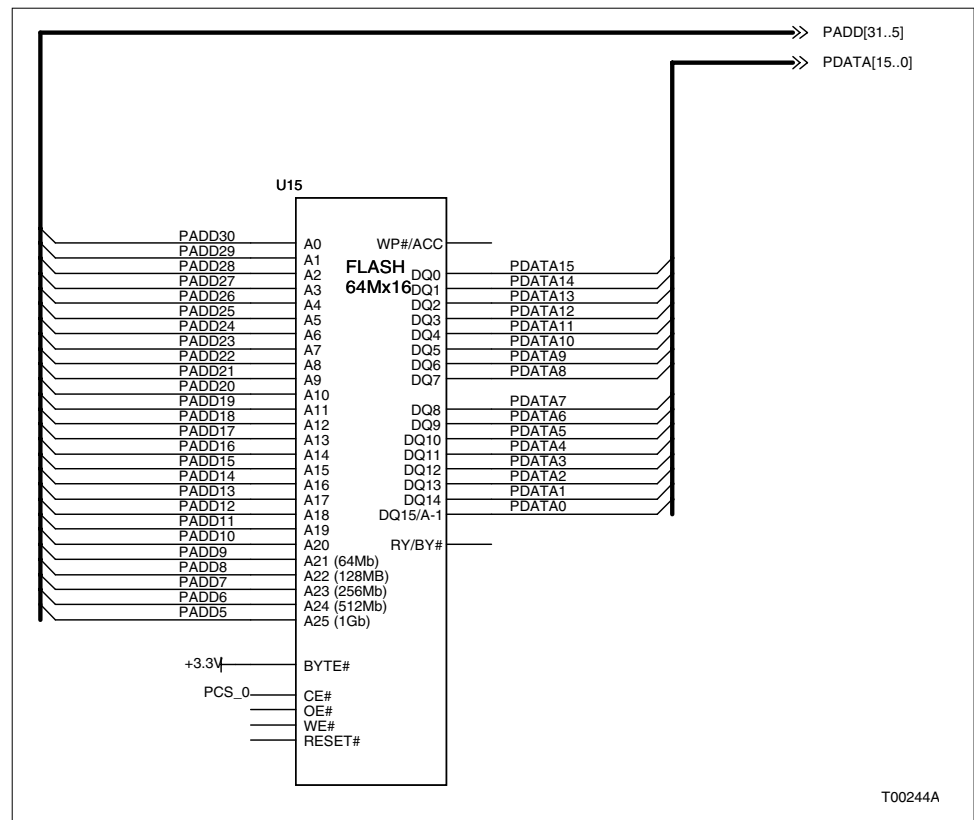 PADD[31..5]
PDATA[15..0]
U15
FLASH
64Mx16
PADD30 A0
PADD29 A1
PADD28 A2
PADD27 A3
PADD26 A4
PADD25 A5
PADD24 A6
PADD23 A7
PADD22 A8
PADD21 A9
PADD20 A10
PADD19 A11
PADD18 A12
PADD17 A13
PADD16 A14
PADD15 A15
PADD14 A16
PADD13 A17
PADD12 A18
PADD11 A19
PADD10 A20
PADD9 A21 (64Mb)
PADD8 A22 (128MB)
PADD7 A23 (256Mb)
PADD6 A24 (512Mb)
PADD5 A25 (1Gb)
+3.3V BYTE#
PCS_0 CE#
OE#
WE#
RESET#
WP#/ACC
DQ0 PDATA15
DQ1 PDATA14
DQ2 PDATA13
DQ3 PDATA12
DQ4 PDATA11
DQ5 PDATA10
DQ6 PDATA9
DQ7 PDATA8
DQ8 PDATA7
DQ9 PDATA6
DQ10 PDATA5
DQ11 PDATA4
DQ12 PDATA3
DQ13 PDATA2
DQ14 PDATA1
DQ15/A-1 PDATA0
RY/BY#
T00244A